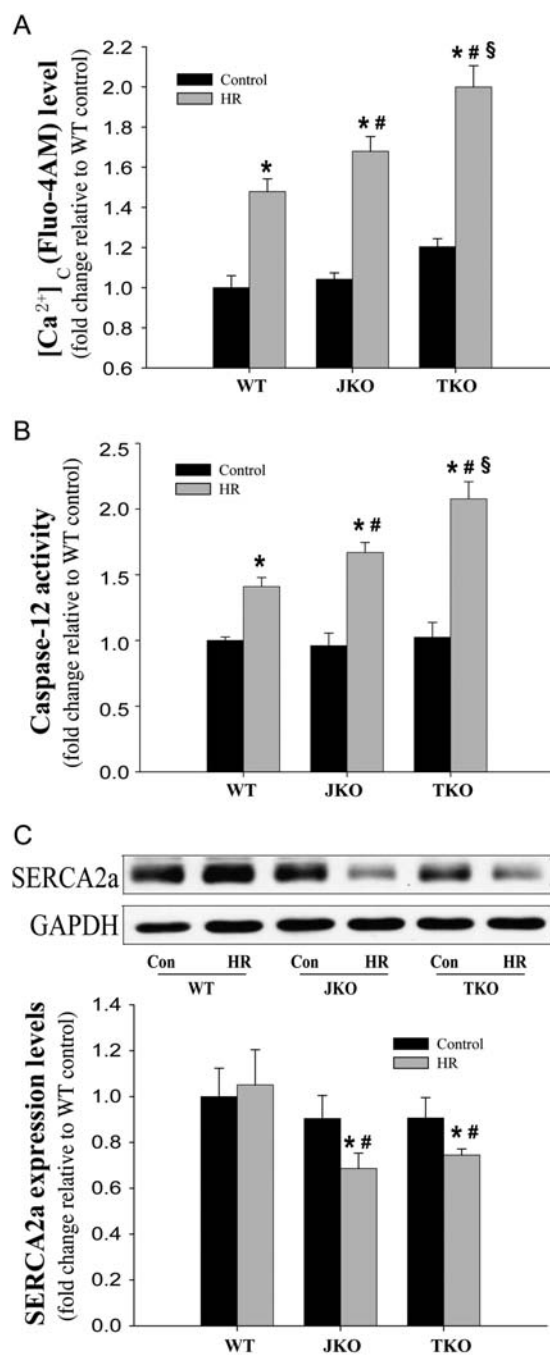 A
[Ca2+]C(Fluo-4AM) level
(fold change relative to WT control)
2.2
2.0
1.8
1.6
1.4
1.2
1.0
0.8
0.6
Control
HR
*
* #
* # §
WT JKO TKO
B
Caspase-12 activity
(fold change relative to WT control)
2.5
2.0
1.5
1.0
0.5
0.0
Control
HR
*
* #
* # §
WT JKO TKO
C
SERCA2a
GAPDH
Con HR Con HR Con HR
WT JKO TKO
SERCA2a expression levels
(fold change relative to WT control)
1.4
1.2
1.0
0.8
0.6
0.4
0.2
0.0
Control
HR
* #
* #
WT JKO TKO